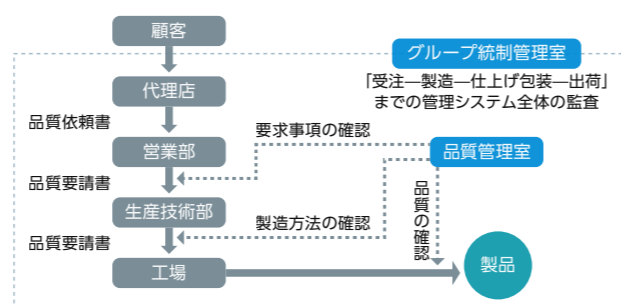 顧客
グループ統制管理室
「受注―製造―仕上げ包装―出荷」
までの管理システム全体の監査
代理店
品質依頼書
要求事項の確認
営業部
品質管理室
品質要請書
生産技術部
製造方法の確認
品質の確認
品質要請書
工場
製品